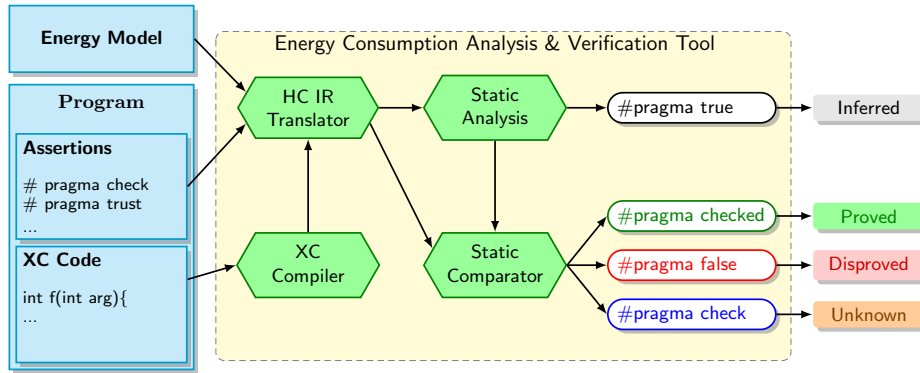 Energy Model
Program
Assertions
# pragma check
# pragma trust
...
XC Code
int f(int arg){
...
Energy Consumption Analysis & Verification Tool
HC IR
Translator
Static
Analysis
#pragma true
Inferred
XC
Compiler
Static
Comparator
#pragma checked
Proved
#pragma false
Disproved
#pragma check
Unknown